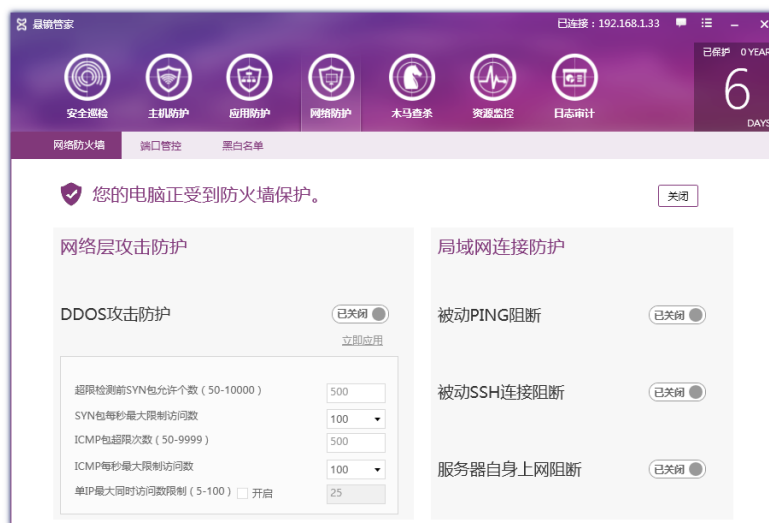 悬镜管家
已连接：192.168.1.33
已保护 0 YEAR
6
DAYS
安全巡检 主机防护 应用防护 网络防护 木马查杀 资源监控 日志审计
网络防火墙 端口管控 黑白名单
您的电脑正受到防火墙保护。
关闭
网络层攻击防护
DDOS攻击防护 已关闭
立即应用
超限检测前SYN包允许个数（50-10000） 500
SYN包每秒最大限制访问数 100
ICMP包超限次数（50-9999） 500
ICMP每秒最大限制访问数 100
单IP最大同时访问数限制（5-100） 开启 25
局域网连接防护
被动PING阻断 已关闭
被动SSH连接阻断 已关闭
服务器自身上网阻断 已关闭